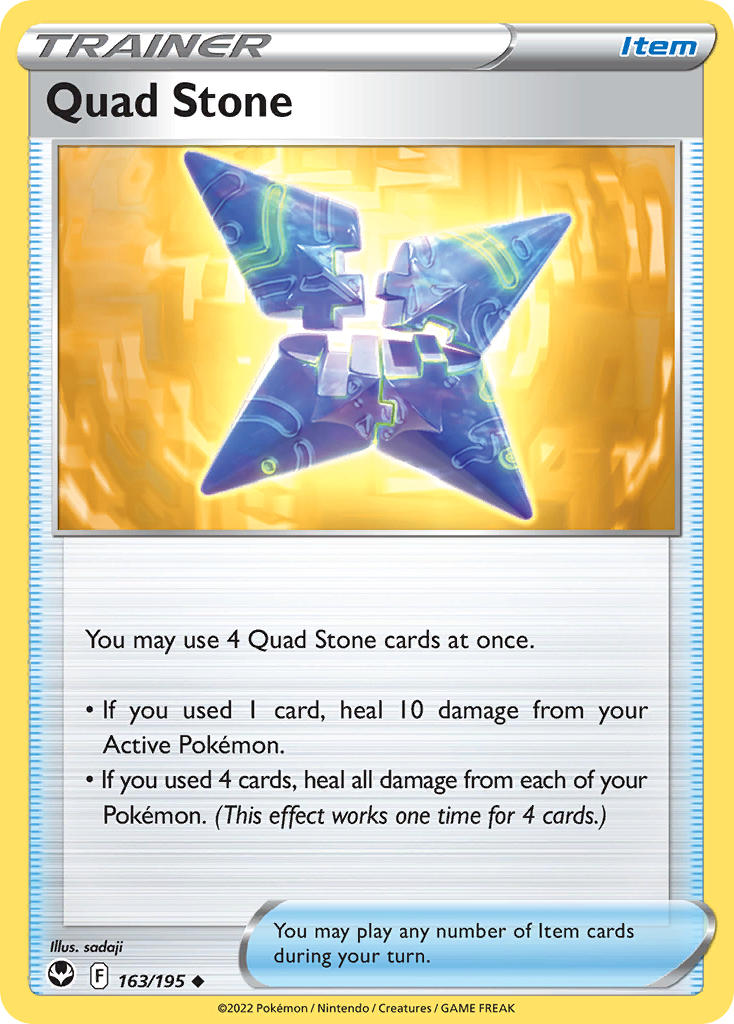 TRAINER
Item
Quad Stone
You may use 4 Quad Stone cards at once.
• If you used 1 card, heal 10 damage from your
Active Pokémon.
• If you used 4 cards, heal all damage from each of your
Pokémon. (This effect works one time for 4 cards.)
You may play any number of Item cards
during your turn.
Illus. sadaji
F
163/195 ◆
©2022 Pokémon / Nintendo / Creatures / GAME FREAK